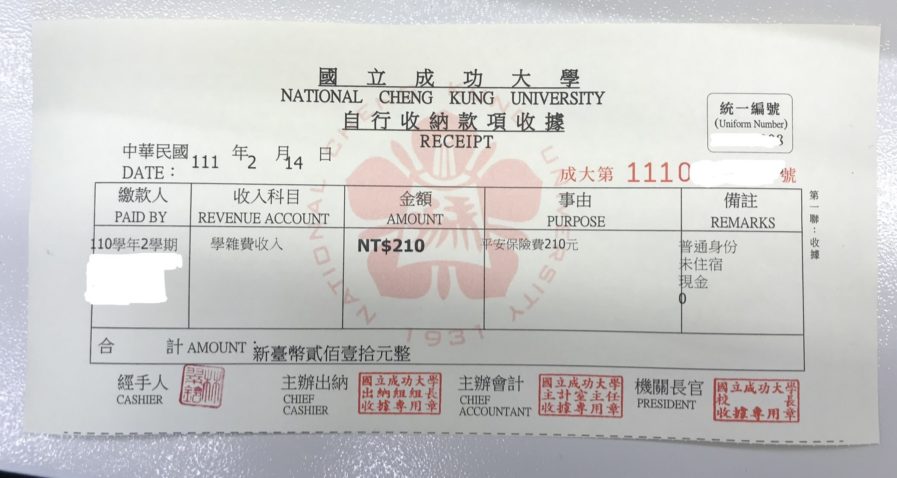 國立成功大學
NATIONAL CHENG KUNG UNIVERSITY
自行收納款項收據
RECEIPT
統一編號
(Uniform Number)
中華民國 111 年 2 月 14 日
DATE：
成大第 1110 號
繳款人 收入科目 金額 事由 備註
PAID BY REVENUE ACCOUNT AMOUNT PURPOSE REMARKS
110學年2學期 學雜費收入 NT$210 平安保險費210元 普通身份
未住宿
現金
0
第一聯：收據
合計 AMOUNT：新臺幣貳佰壹拾元整
經手人 主辦出納 主辦會計 機關長官
CASHIER CHIEF CASHIER CHIEF ACCOUNTANT PRESIDENT
國立成功大學
出納組組長
收據專用章
國立成功大學
主計室主任
收據專用章
國立成功大學
校長
收據專用章
1931